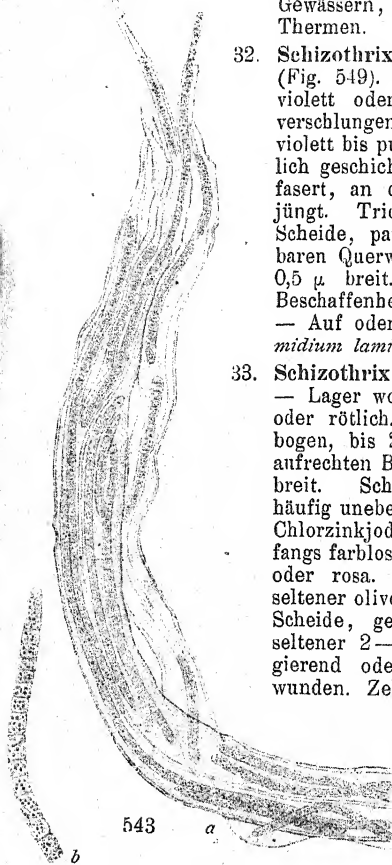 Gewässern,
Thermen.
32. Schizothrix
(Fig. 549).
violett oder
verschlungen
violett bis pu
lich geschich
fasert, an d
jüngt. Tric
Scheide, pa
baren Querw
0,5 μ breit.
Beschaffenhe
— Auf oder
midium lami
33. Schizothrix
— Lager wo
oder rötlich.
bogen, bis 2
aufrechten B
breit. Sch
häufig unebe
Chlorzinkjod
fangs farblos
oder rosa.
seltener olive
Scheide, ge
seltener 2—
gierend ode
wunden. Ze
543 a
b